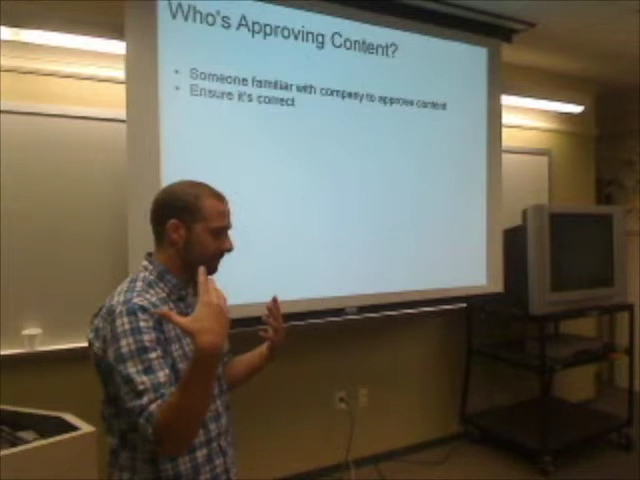 Who's Approving Content?
• Someone familiar with company to approve content
• Ensure it's correct